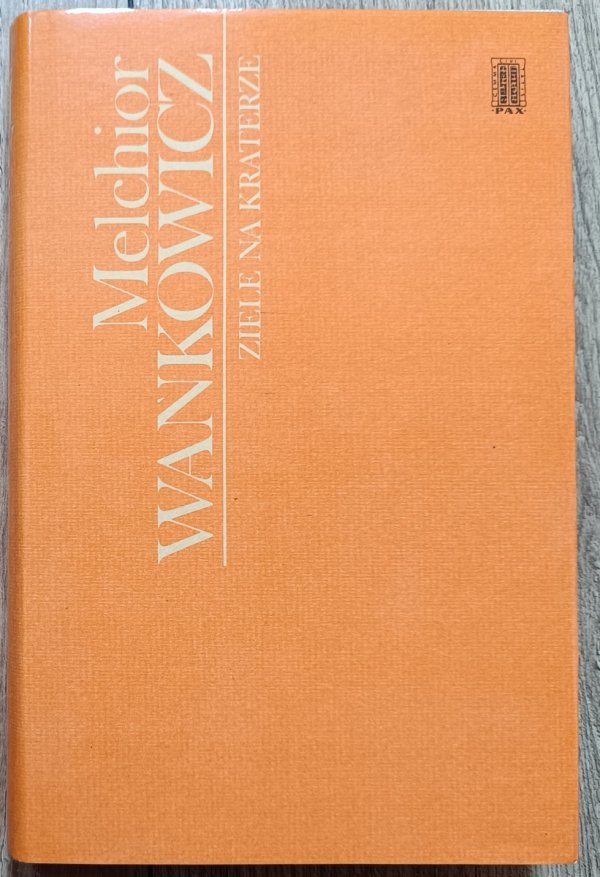 Melchior
WAŃKOWICZ
ZIELE NA KRATERZE
·PAX·